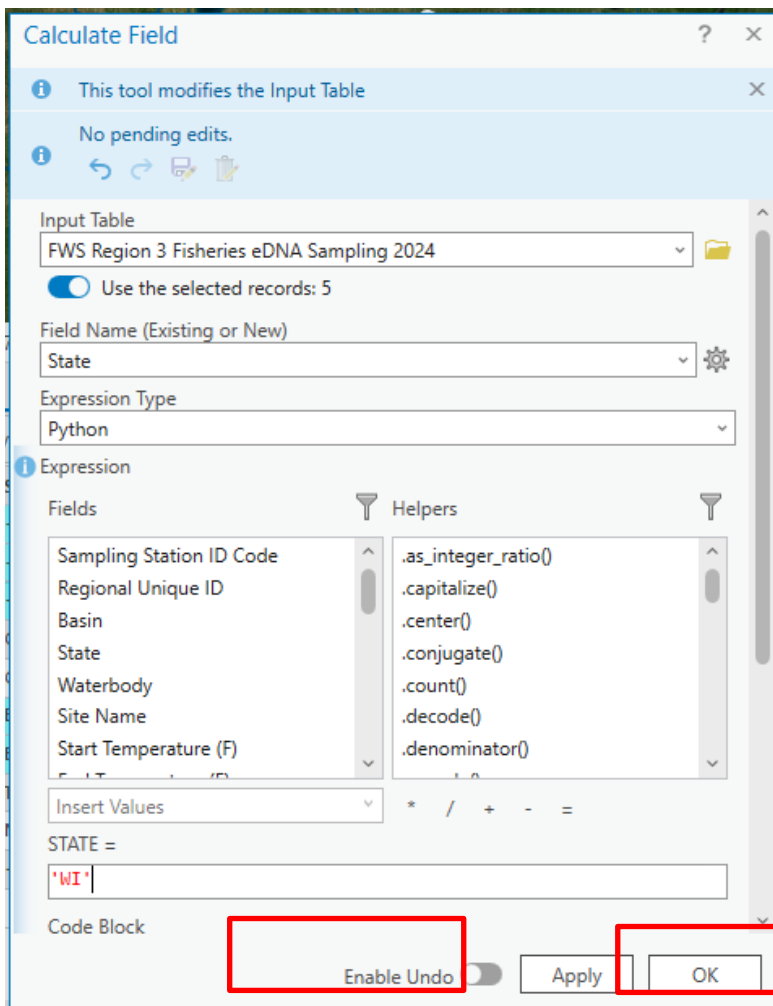 Calculate Field ?
This tool modifies the Input Table
No pending edits.
Input Table
FWS Region 3 Fisheries eDNA Sampling 2024
Use the selected records: 5
Field Name (Existing or New)
State
Expression Type
Python
Expression
Fields Helpers
Sampling Station ID Code .as_integer_ratio()
Regional Unique ID .capitalize()
Basin .center()
State .conjugate()
Waterbody .count()
Site Name .decode()
Start Temperature (F) .denominator()
Insert Values * / + - =
STATE =
'WI'
Code Block
Enable Undo Apply OK